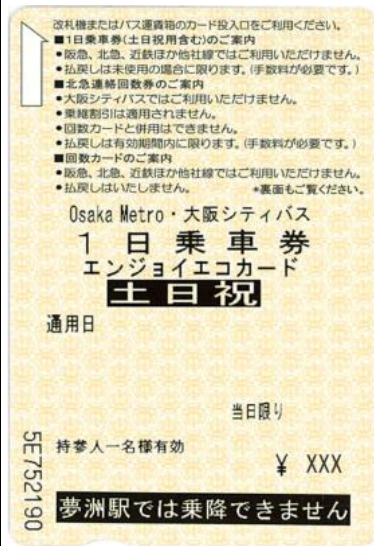 改札機またはバス運賃箱のカード投入口をご利用ください。
■1日乗車券(土日祝用含む)のご案内
●阪急、北急、近鉄ほか他社線ではご利用いただけません。
●払戻しは未使用の場合に限ります。(手数料が必要です。)
■北急連絡回数券のご案内
●大阪シティバスではご利用いただけません。
●乗継割引は適用されません。
●回数カードと併用はできません。
●払戻しは有効期間内に限ります。(手数料が必要です。)
■回数カードのご案内
●阪急、北急、近鉄ほか他社線ではご利用いただけません。
●払戻しはいたしません。 *裏面もご覧ください。
Osaka Metro・大阪シティバス
1日乗車券
エンジョイエコカード
土日祝
通用日
当日限り
持参人一名様有効
¥ XXX
夢洲駅では乗降できません
5E752190